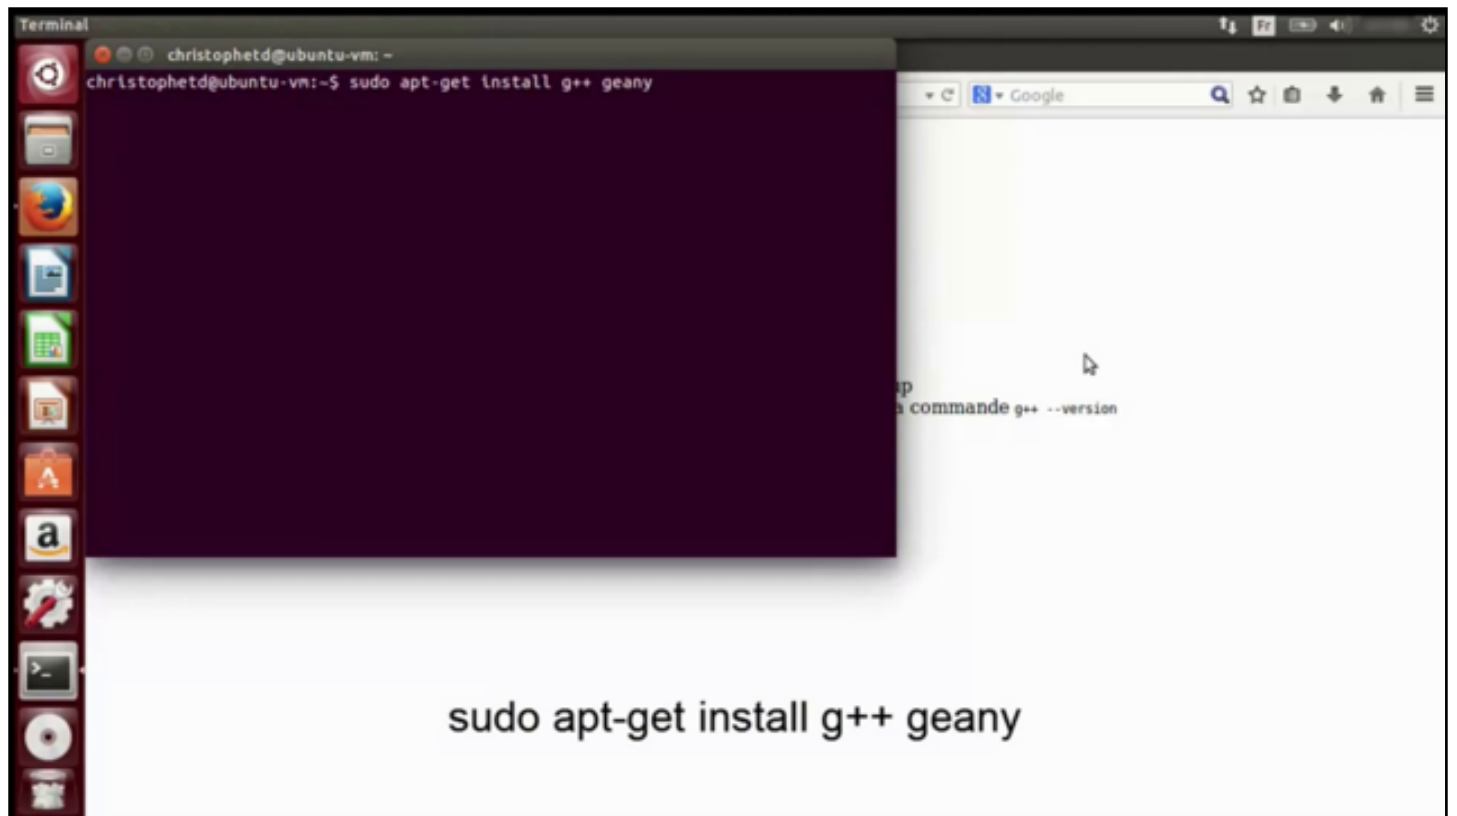 Terminal
Fr
christophetd@ubuntu-vm: ~
christophetd@ubuntu-vm:~$ sudo apt-get install g++ geany
Google
commande g++ --version
sudo apt-get install g++ geany